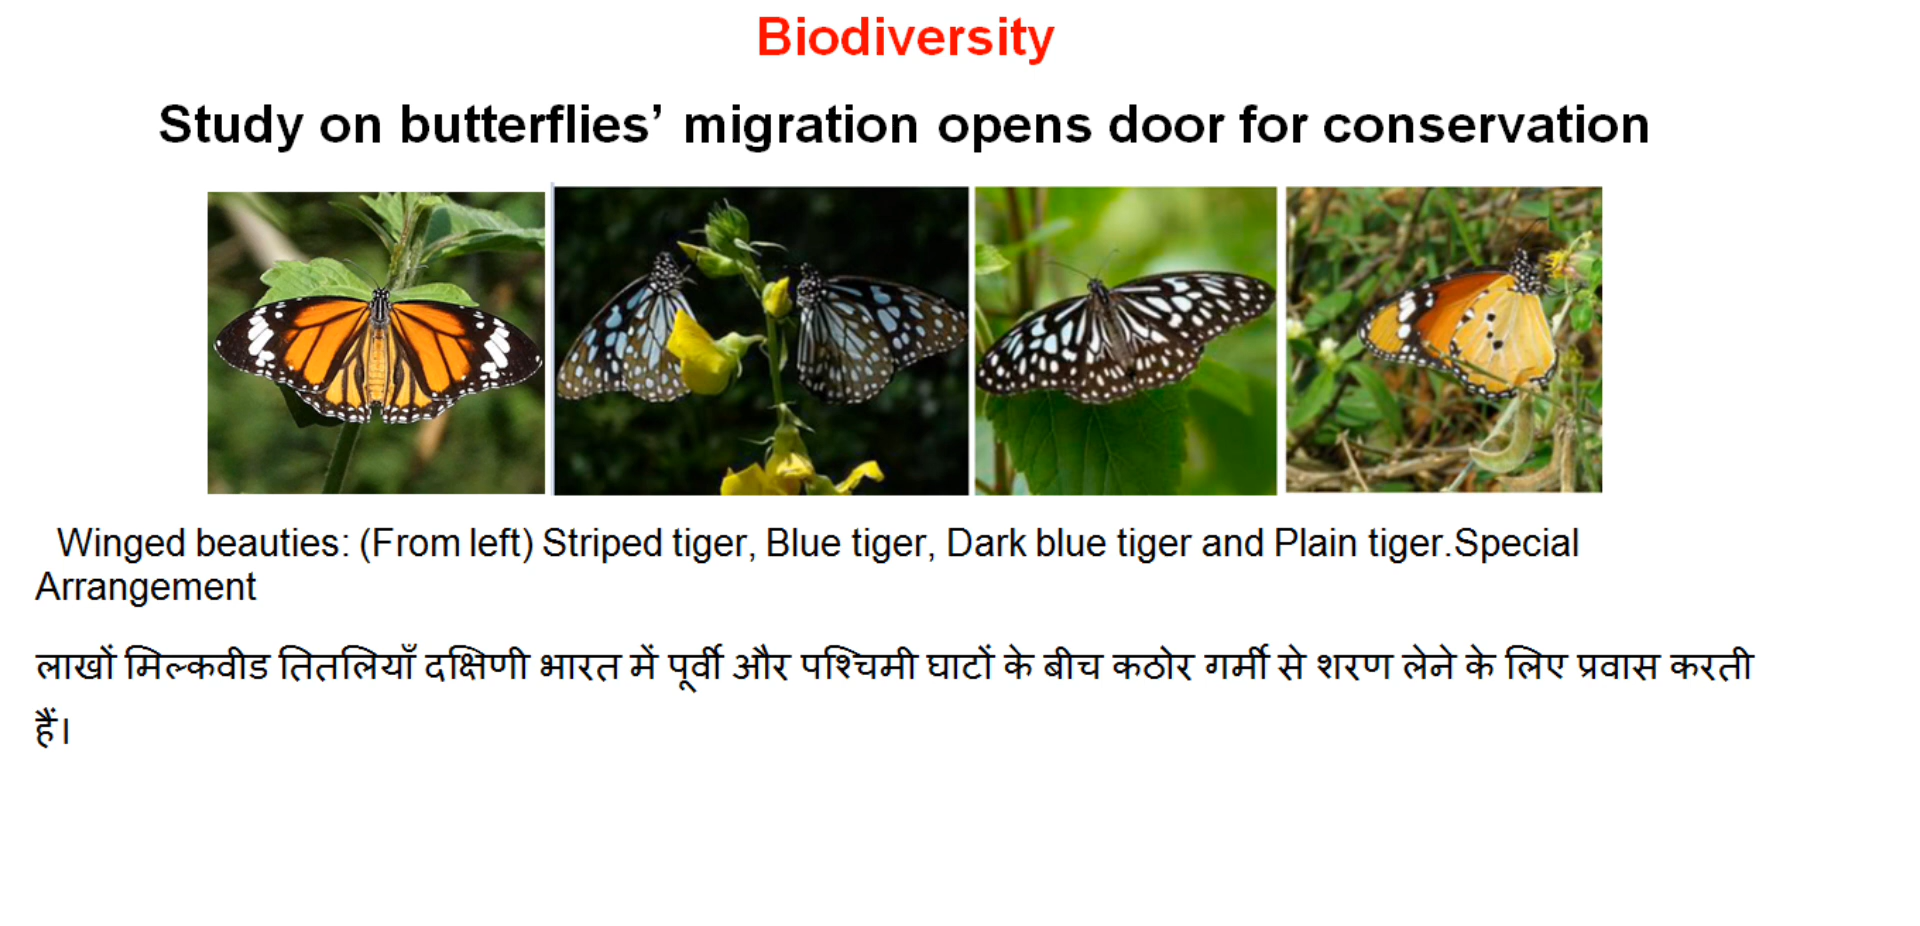 Biodiversity
Study on butterflies’ migration opens door for conservation
Winged beauties: (From left) Striped tiger, Blue tiger, Dark blue tiger and Plain tiger.Special
Arrangement
लाखों मिल्कवीड तितलियाँ दक्षिणी भारत में पूर्वी और पश्चिमी घाटों के बीच कठोर गर्मी से शरण लेने के लिए प्रवास करती
हैं।